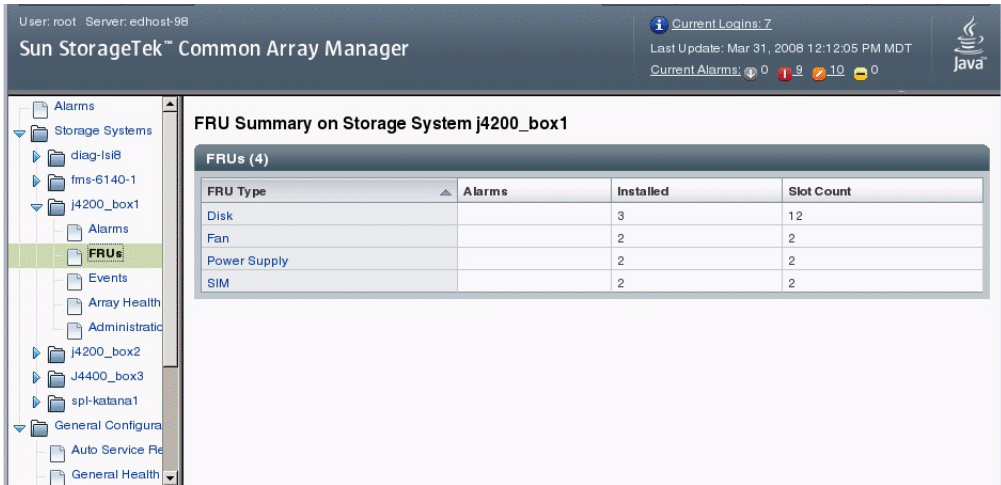 User: root Server: edhost-98
Sun StorageTek™ Common Array Manager
Current Logins: 7
Last Update: Mar 31, 2008 12:12:05 PM MDT
Current Alarms: 0 9 10 0
Java™
Alarms
Storage Systems
diag-lsi8
fms-6140-1
j4200_box1
Alarms
FRUs
Events
Array Health
Administratio
j4200_box2
J4400_box3
spl-katana1
General Configura
Auto Service Re
General Health
FRU Summary on Storage System j4200_box1
FRUs (4)
FRU Type Alarms Installed Slot Count
Disk 3 12
Fan 2 2
Power Supply 2 2
SIM 2 2